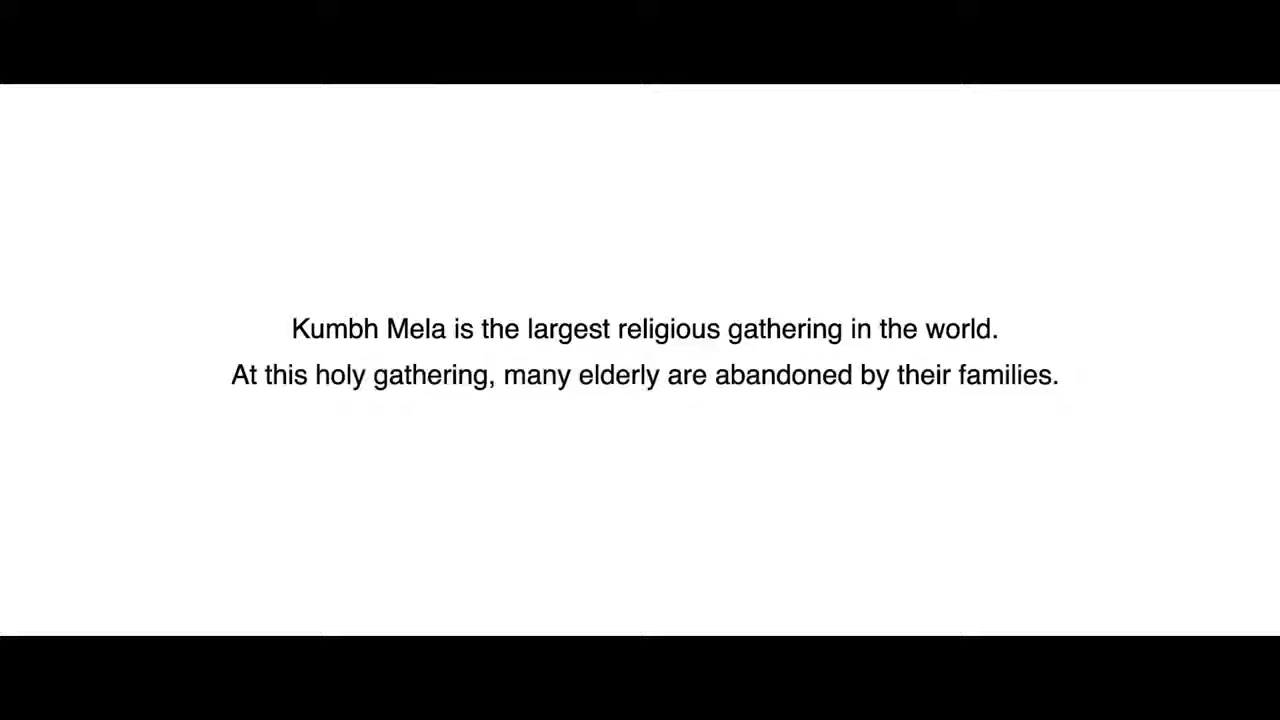 Kumbh Mela is the largest religious gathering in the world.
At this holy gathering, many elderly are abandoned by their families.